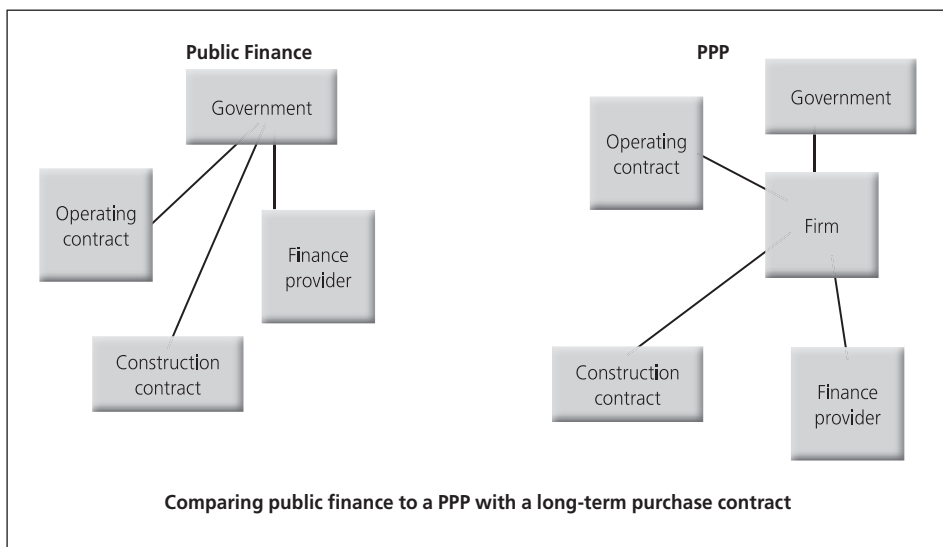 Public Finance
Government
Operating
contract
Finance
provider
Construction
contract
PPP
Government
Operating
contract
Firm
Construction
contract
Finance
provider
Comparing public finance to a PPP with a long-term purchase contract